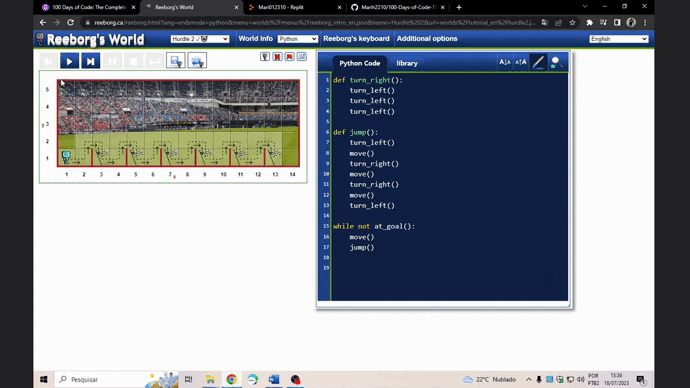 100 Days of Code: The Complete
Reeborg's World
Mari012310 - Replit
Manh2210/100-Days-of-Code-T
reeborg.ca/reeborg.html?lang=en&mode=python&menu=worlds%2Fmenus%2Freeborg_intro_en.json&name=Hurdle%202&url=worlds%2Ftutorial_en%2Fhurdle2.j
Reeborg's World
Hurdle 2
World Info
Python
Reeborg's keyboard
Additional options
English
Python Code
library
1 def turn_right():
2 turn_left()
3 turn_left()
4 turn_left()
5
6 def jump():
7 turn_left()
8 move()
9 turn_right()
10 move()
11 turn_right()
12 move()
13 turn_left()
14
15 while not at_goal():
16 move()
17 jump()
18
19
5
4
y 3
2
1
1 2 3 4 5 6 7 8 9 10 11 12 13 14
x
Pesquisar
22°C Nublado
POR
PTB2
15:36
18/07/2023